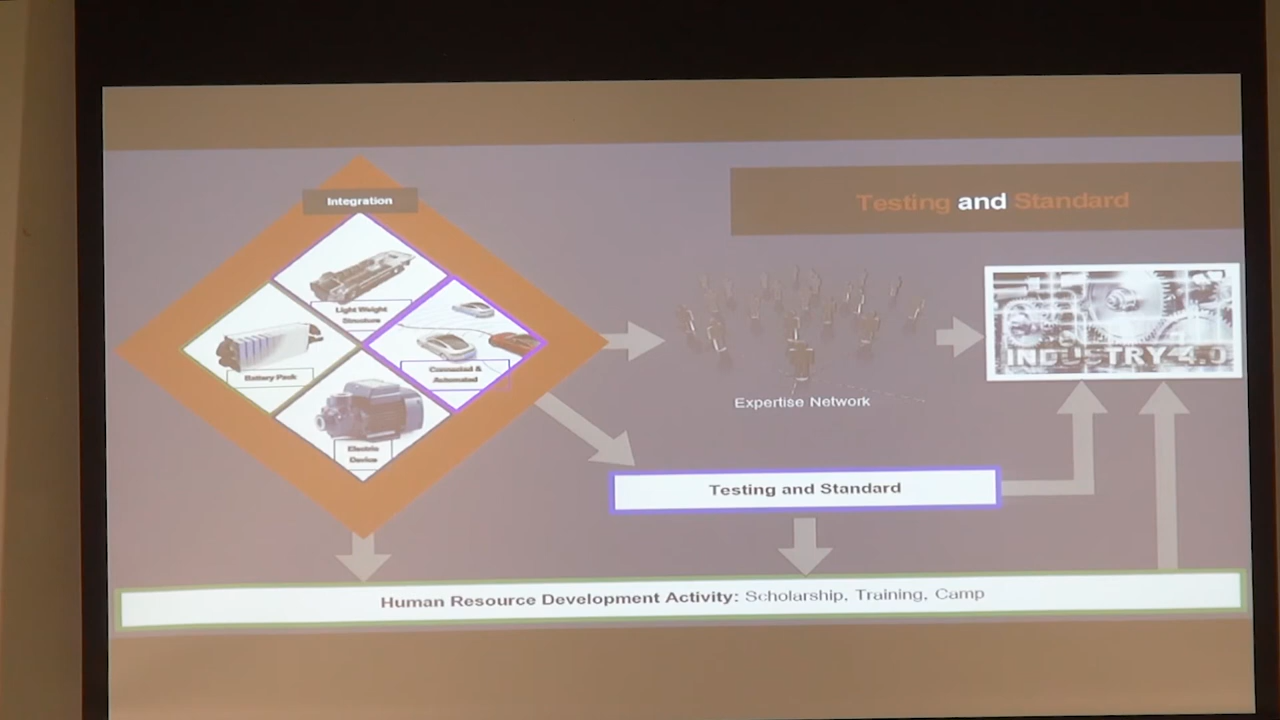 Integration
Testing and Standard
Light Weight
Structure
Battery Pack
Connected &
Automated
Electric
Device
INDUSTRY 4.0
Expertise Network
Testing and Standard
Human Resource Development Activity: Scholarship, Training, Camp